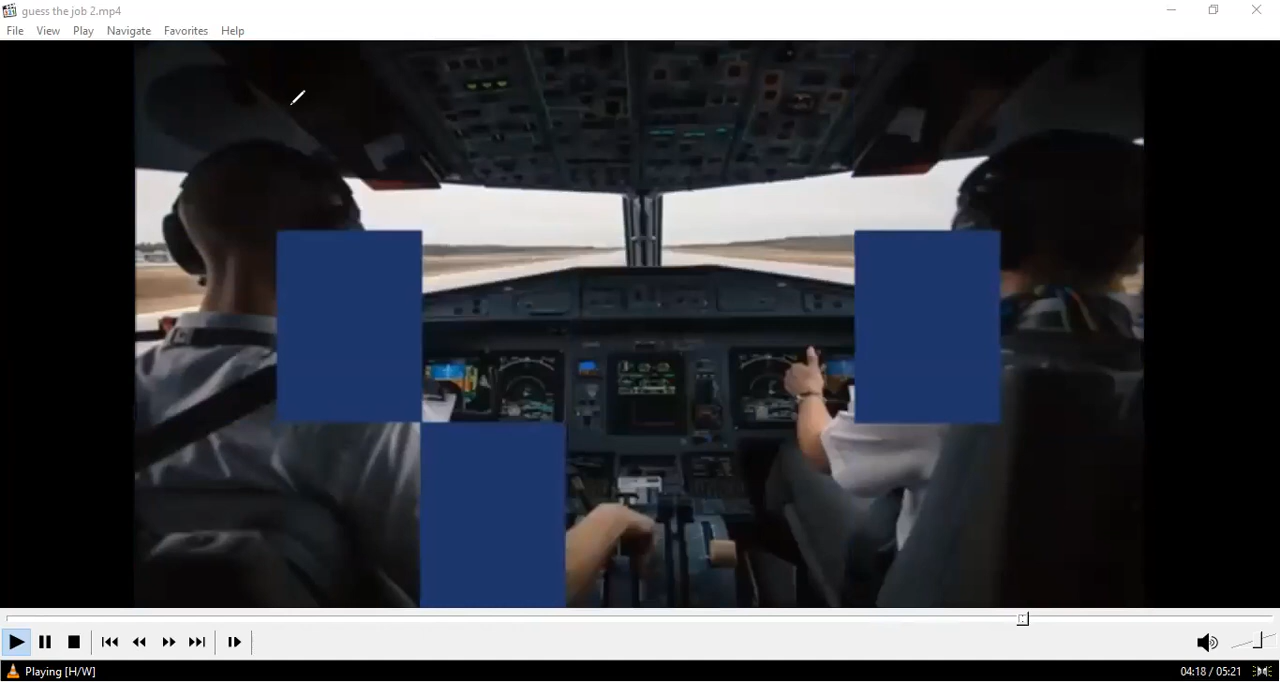 guess the job 2.mp4
File View Play Navigate Favorites Help
Playing [H/W]
04:18 / 05:21